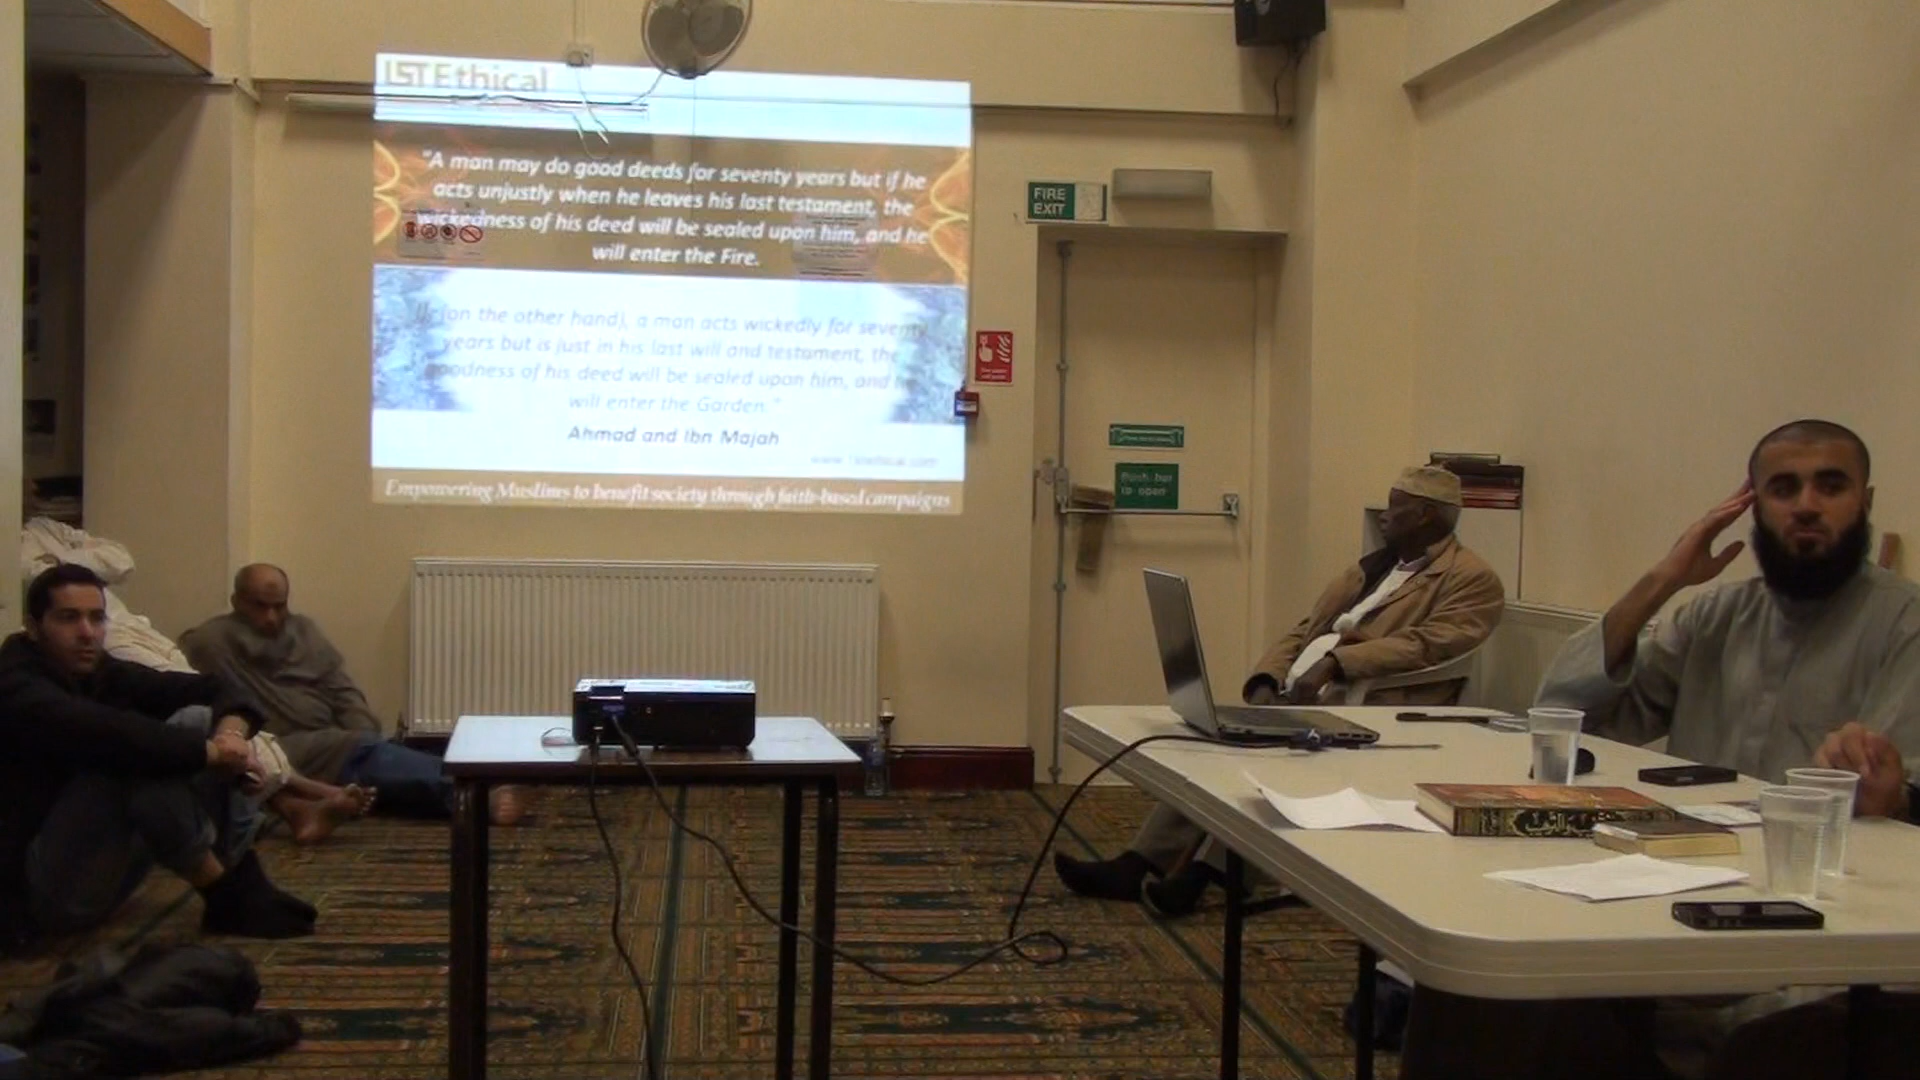 1ST Ethical
"A man may do good deeds for seventy years but if he
acts unjustly when he leaves his last testament, the
wickedness of his deed will be sealed upon him, and he
will enter the Fire.
(on the other hand), a man acts wickedly for seventy
years but is just in his last will and testament, the
goodness of his deed will be sealed upon him, and he
will enter the Garden."
Ahmad and Ibn Majah
Empowering Muslims to benefit society through faith-based campaigns
FIRE
EXIT
Push bar
to open